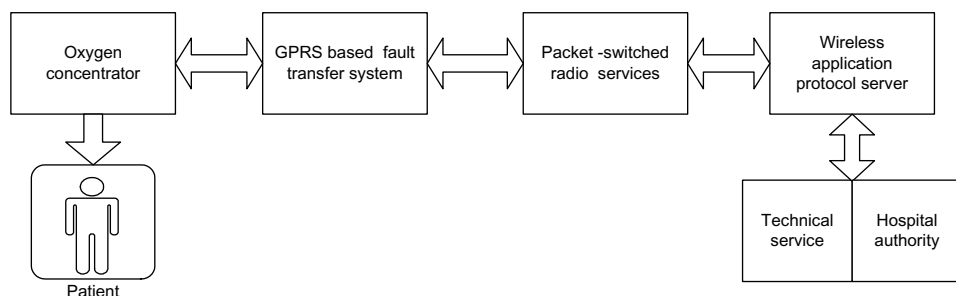 Oxygen
concentrator
GPRS based fault
transfer system
Packet -switched
radio services
Wireless
application
protocol server
Technical
service
Hospital
authority
Patient